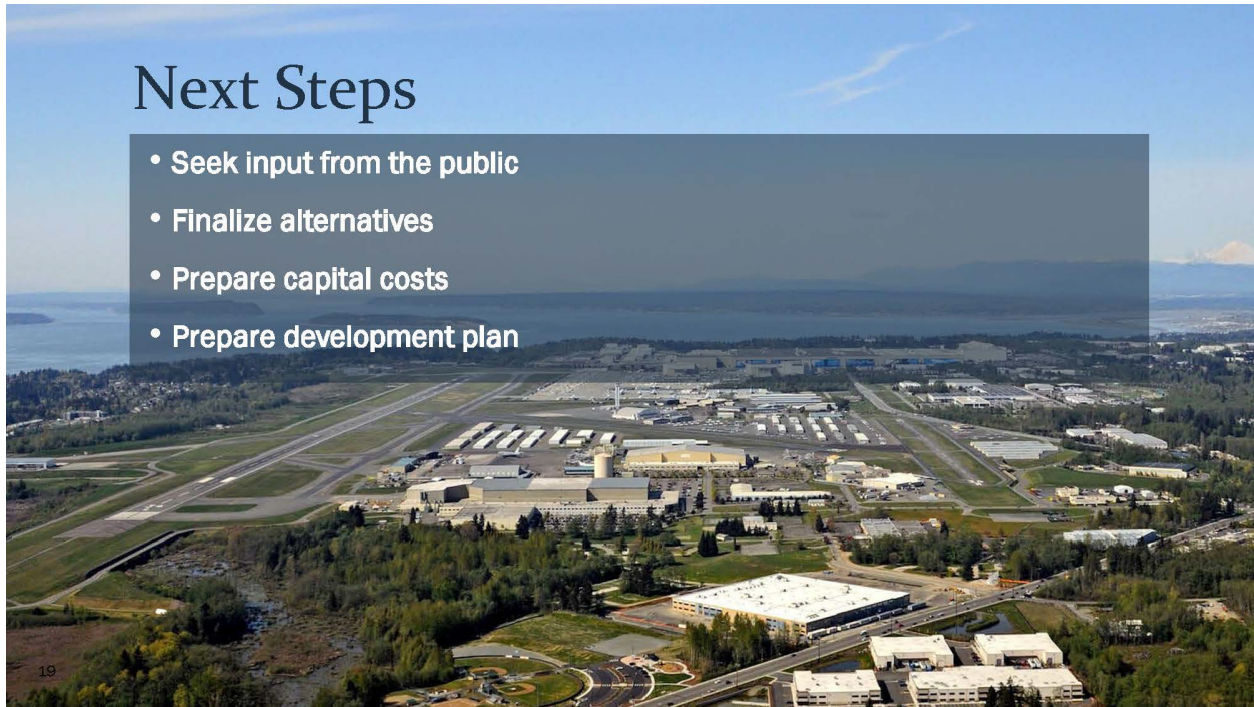 Next Steps
• Seek input from the public
• Finalize alternatives
• Prepare capital costs
• Prepare development plan
19